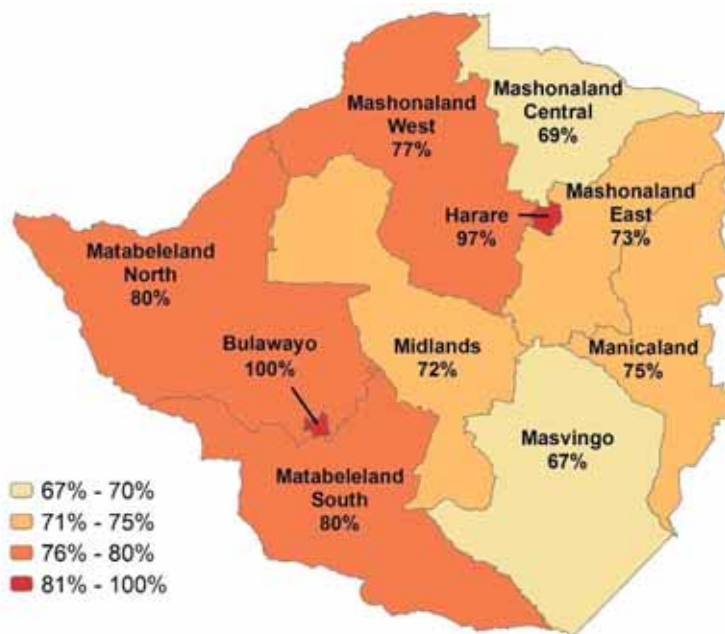 Mashonaland
Central
69%
Mashonaland
West
77%
Mashonaland
East
73%
Harare
97%
Matabeleland
North
80%
Bulawayo
100%
Midlands
72%
Manicaland
75%
Masvingo
67%
Matabeleland
South
80%
67% - 70%
71% - 75%
76% - 80%
81% - 100%